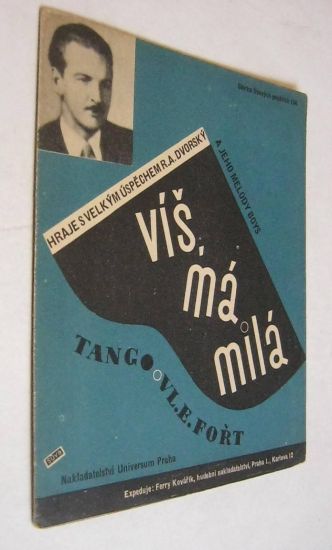 HRAJE S VELKÝM ÚSPĚCHEM R.A. DVORSKÝ
A JEHO MELODY BOYS
víš,
má
milá
TANGO
VL.E.FOŘT
Nakladatelství Universum Praha
Expeduje: Ferry Kovařík, hudební nakladatelství, Praha I., Karlova 12